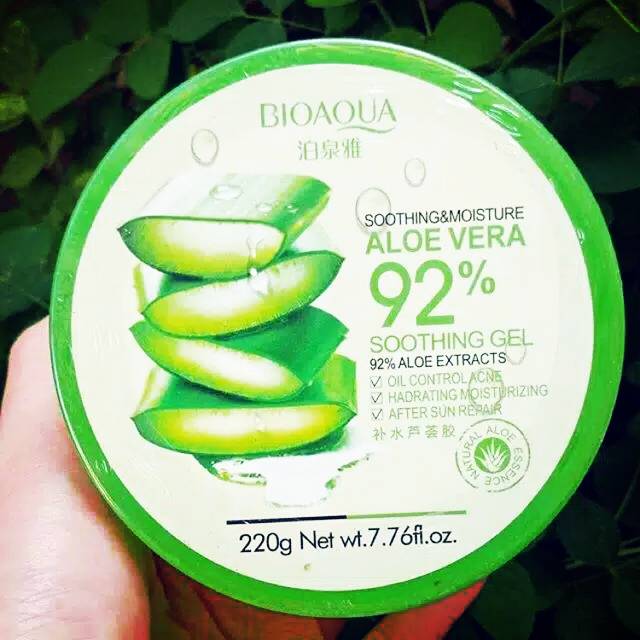 BIOAQUA
泊泉雅
SOOTHING&MOISTURE
ALOE VERA
92%
SOOTHING GEL
92% ALOE EXTRACTS
OIL CONTROL ACNE
HADRATING MOISTURIZING
AFTER SUN REPAIR
补水芦荟胶
NATURAL ALOE ESSENCE
220g Net wt.7.76fl.oz.